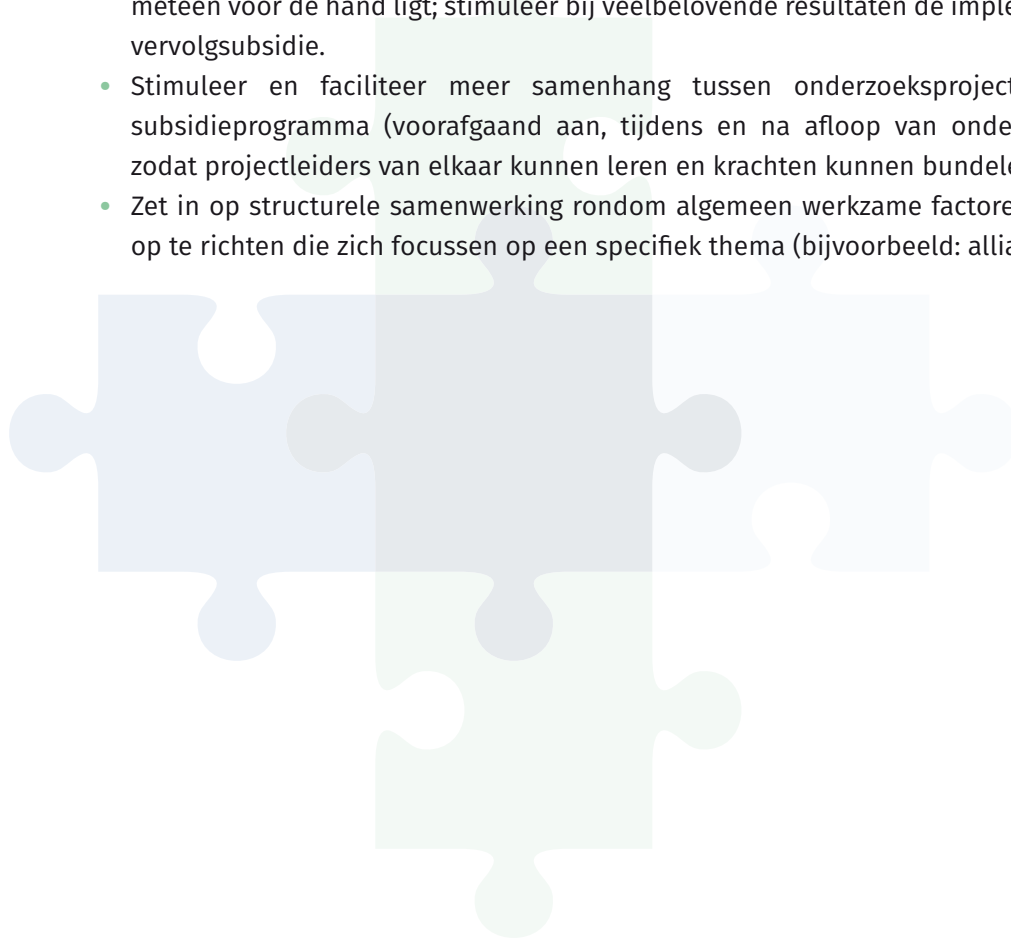 meteen voor de hand ligt; stimuleer bij veelbelovende resultaten de imple
vervolgsubsidie.
• Stimuleer en faciliteer meer samenhang tussen onderzoeksproject
subsidieprogramma (voorafgaand aan, tijdens en na afloop van onde
zodat projectleiders van elkaar kunnen leren en krachten kunnen bundele
• Zet in op structurele samenwerking rondom algemeen werkzame factore
op te richten die zich focussen op een specifiek thema (bijvoorbeeld: allia